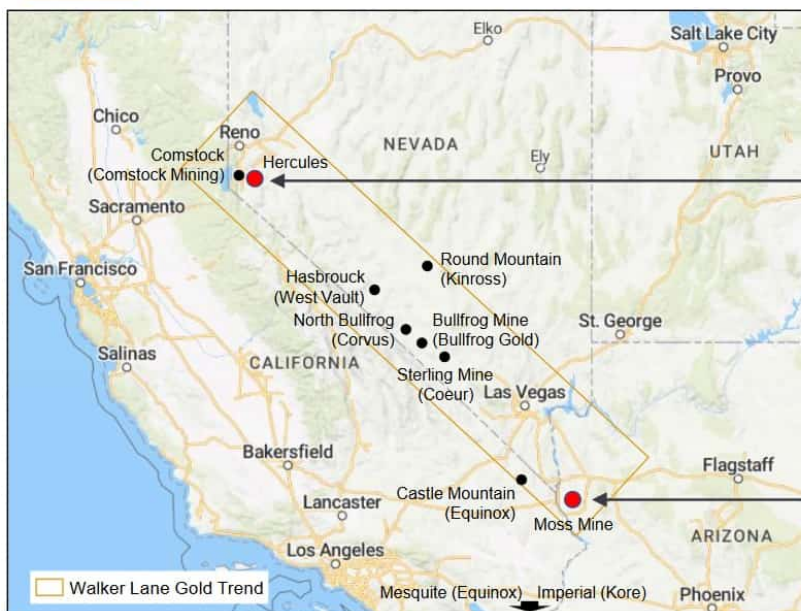 Elko
Salt Lake City
Provo
Chico
Reno
NEVADA
Ely
UTAH
Comstock
(Comstock Mining)
Hercules
Sacramento
San Francisco
Round Mountain
(Kinross)
Hasbrouck
(West Vault)
North Bullfrog
(Corvus)
Bullfrog Mine
(Bullfrog Gold)
St. George
Salinas
CALIFORNIA
Sterling Mine
(Coeur)
Las Vegas
Bakersfield
Castle Mountain
(Equinox)
Flagstaff
Lancaster
Moss Mine
ARIZONA
Los Angeles
Walker Lane Gold Trend
Mesquite (Equinox)
Imperial (Kore)
Phoenix